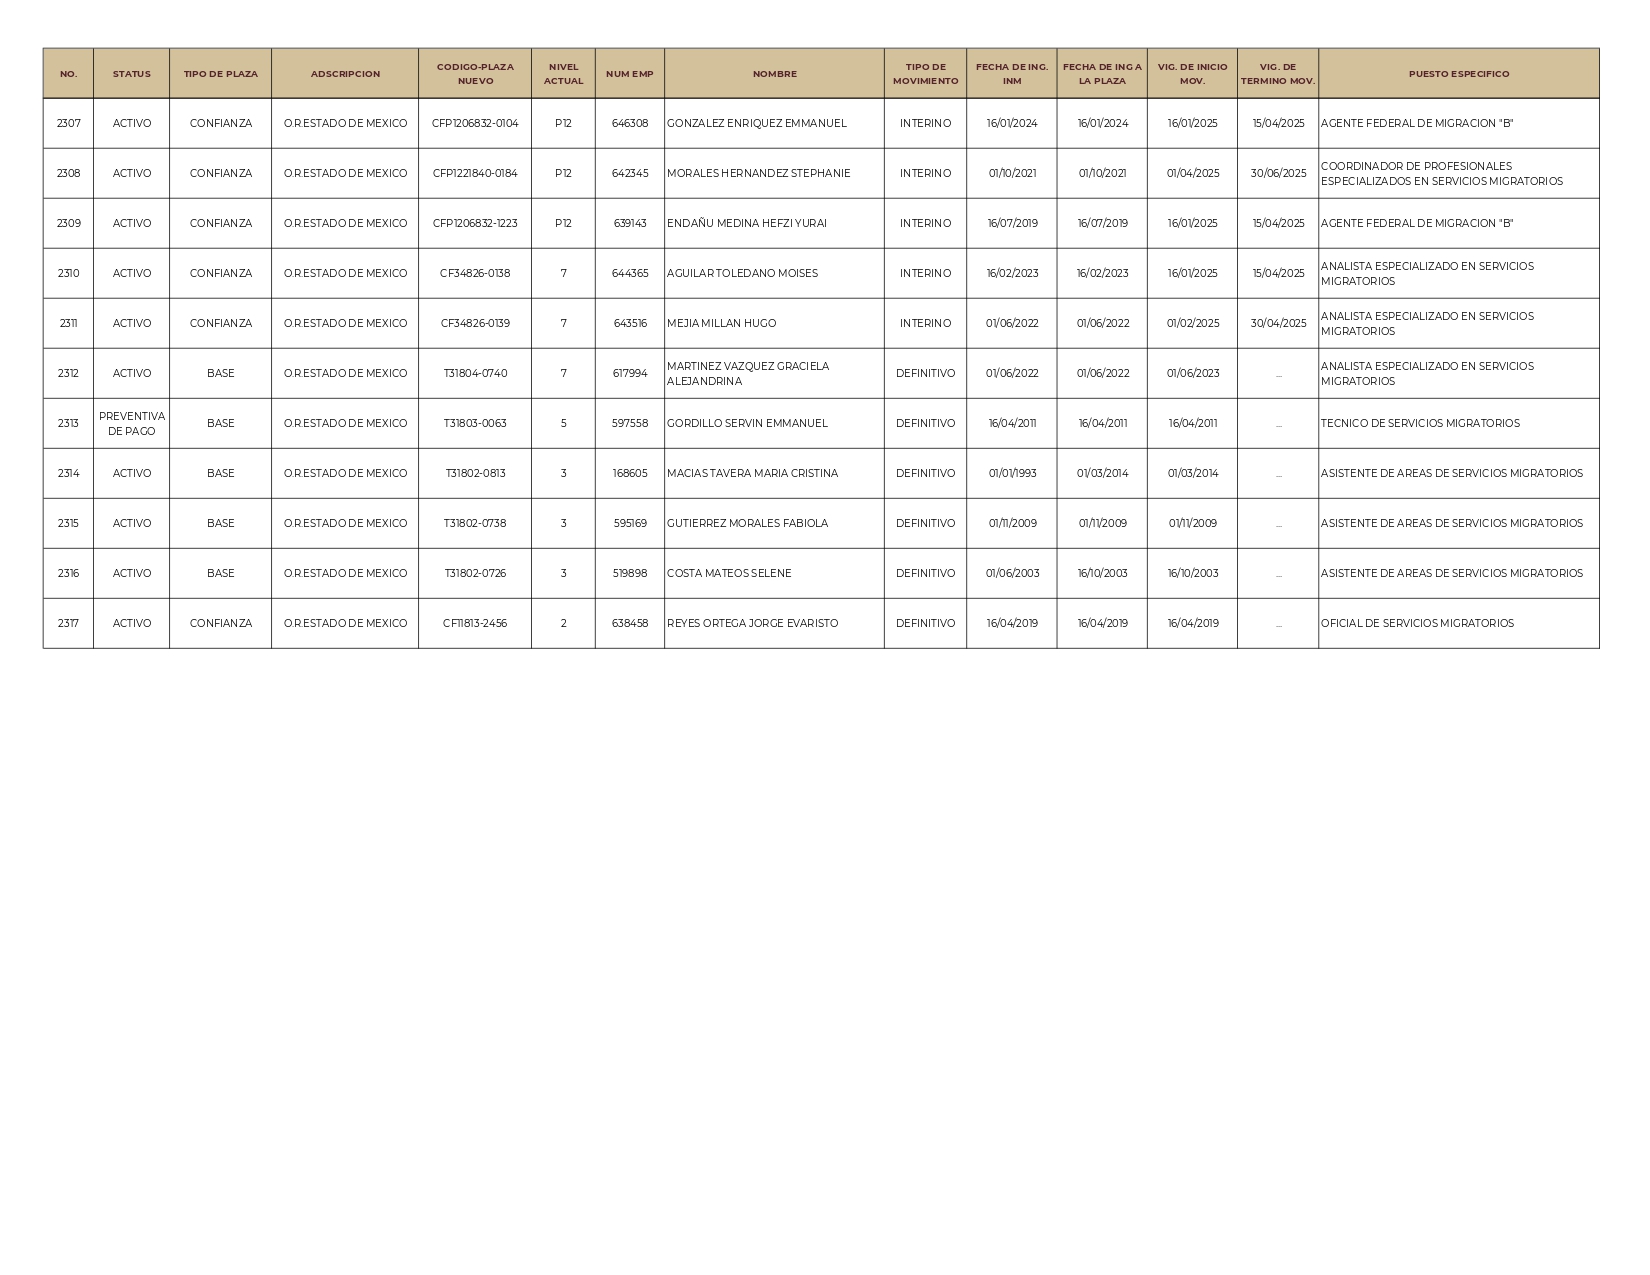 NO. STATUS TIPO DE PLAZA ADSCRIPCION CODIGO-PLAZA NUEVO NIVEL ACTUAL NUM EMP NOMBRE TIPO DE MOVIMIENTO FECHA DE ING. INM FECHA DE ING A LA PLAZA VIG. DE INICIO MOV. VIG. DE TERMINO MOV. PUESTO ESPECIFICO
2307 ACTIVO CONFIANZA O.R.ESTADO DE MEXICO CFP1206832-0104 P12 646308 GONZALEZ ENRIQUEZ EMMANUEL INTERINO 16/01/2024 16/01/2024 16/01/2025 15/04/2025 AGENTE FEDERAL DE MIGRACION "B"
2308 ACTIVO CONFIANZA O.R.ESTADO DE MEXICO CFP1221840-0184 P12 642345 MORALES HERNANDEZ STEPHANIE INTERINO 01/10/2021 01/10/2021 01/04/2025 30/06/2025 COORDINADOR DE PROFESIONALES ESPECIALIZADOS EN SERVICIOS MIGRATORIOS
2309 ACTIVO CONFIANZA O.R.ESTADO DE MEXICO CFP1206832-1223 P12 639143 ENDAÑU MEDINA HEFZI YURAI INTERINO 16/07/2019 16/07/2019 16/01/2025 15/04/2025 AGENTE FEDERAL DE MIGRACION "B"
2310 ACTIVO CONFIANZA O.R.ESTADO DE MEXICO CF34826-0138 7 644365 AGUILAR TOLEDANO MOISES INTERINO 16/02/2023 16/02/2023 16/01/2025 15/04/2025 ANALISTA ESPECIALIZADO EN SERVICIOS MIGRATORIOS
2311 ACTIVO CONFIANZA O.R.ESTADO DE MEXICO CF34826-0139 7 643516 MEJIA MILLAN HUGO INTERINO 01/06/2022 01/06/2022 01/02/2025 30/04/2025 ANALISTA ESPECIALIZADO EN SERVICIOS MIGRATORIOS
2312 ACTIVO BASE O.R.ESTADO DE MEXICO T31804-0740 7 617994 MARTINEZ VAZQUEZ GRACIELA ALEJANDRINA DEFINITIVO 01/06/2022 01/06/2022 01/06/2023 ... ANALISTA ESPECIALIZADO EN SERVICIOS MIGRATORIOS
2313 PREVENTIVA DE PAGO BASE O.R.ESTADO DE MEXICO T31803-0063 5 597558 GORDILLO SERVIN EMMANUEL DEFINITIVO 16/04/2011 16/04/2011 16/04/2011 ... TECNICO DE SERVICIOS MIGRATORIOS
2314 ACTIVO BASE O.R.ESTADO DE MEXICO T31802-0813 3 168605 MACIAS TAVERA MARIA CRISTINA DEFINITIVO 01/01/1993 01/03/2014 01/03/2014 ... ASISTENTE DE AREAS DE SERVICIOS MIGRATORIOS
2315 ACTIVO BASE O.R.ESTADO DE MEXICO T31802-0738 3 595169 GUTIERREZ MORALES FABIOLA DEFINITIVO 01/11/2009 01/11/2009 01/11/2009 ... ASISTENTE DE AREAS DE SERVICIOS MIGRATORIOS
2316 ACTIVO BASE O.R.ESTADO DE MEXICO T31802-0726 3 519898 COSTA MATEOS SELENE DEFINITIVO 01/06/2003 16/10/2003 16/10/2003 ... ASISTENTE DE AREAS DE SERVICIOS MIGRATORIOS
2317 ACTIVO CONFIANZA O.R.ESTADO DE MEXICO CF11813-2456 2 638458 REYES ORTEGA JORGE EVARISTO DEFINITIVO 16/04/2019 16/04/2019 16/04/2019 ... OFICIAL DE SERVICIOS MIGRATORIOS